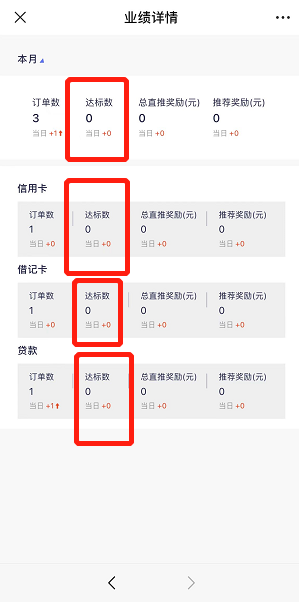 业绩详情
本月
订单数 达标数 总直推奖励(元) 推荐奖励(元)
3 0 0 0
当日 +1 当日 +0 当日 +0 当日 +0
信用卡
订单数 达标数 总直推奖励(元) 推荐奖励(元)
1 0 0 0
当日 +0 当日 +0 当日 +0 当日 +0
借记卡
订单数 达标数 总直推奖励(元) 推荐奖励(元)
1 0 0 0
当日 +0 当日 +0 当日 +0 当日 +0
贷款
订单数 达标数 总直推奖励(元) 推荐奖励(元)
1 0 0 0
当日 +1 当日 +0 当日 +0 当日 +0